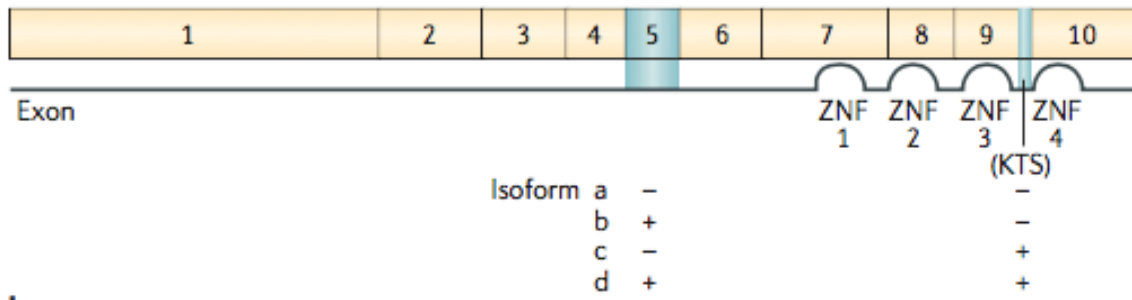 1 2 3 4 5 6 7 8 9 10
Exon ZNF ZNF ZNF ZNF
1 2 3 4
(KTS)
Isoform a – –
b + –
c – +
d + +